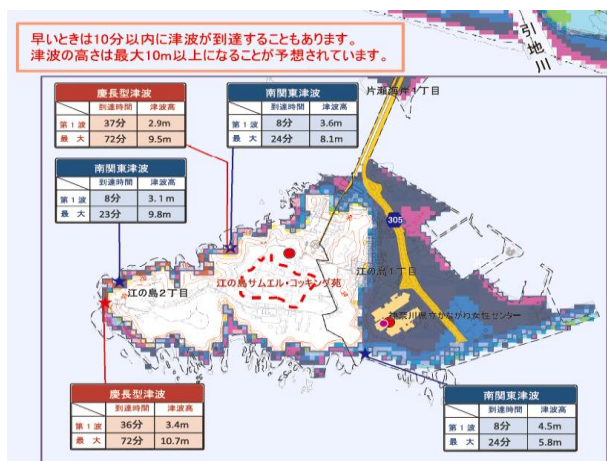 早いときは10分以内に津波が到達することもあります。
津波の高さは最大10m以上になることが予想されています。
引地川
片瀬海岸1丁目
慶長型津波
到達時間 津波高
第1波 37分 2.9m
最大 72分 9.5m
南関東津波
到達時間 津波高
第1波 8分 3.6m
最大 24分 8.1m
南関東津波
到達時間 津波高
第1波 8分 3.1m
最大 23分 9.8m
305
江の島1丁目
江の島サムエル・コッキング苑
江の島2丁目
神奈川県立かながわ女性センター
慶長型津波
到達時間 津波高
第1波 36分 3.4m
最大 72分 10.7m
南関東津波
到達時間 津波高
第1波 8分 4.5m
最大 24分 5.8m